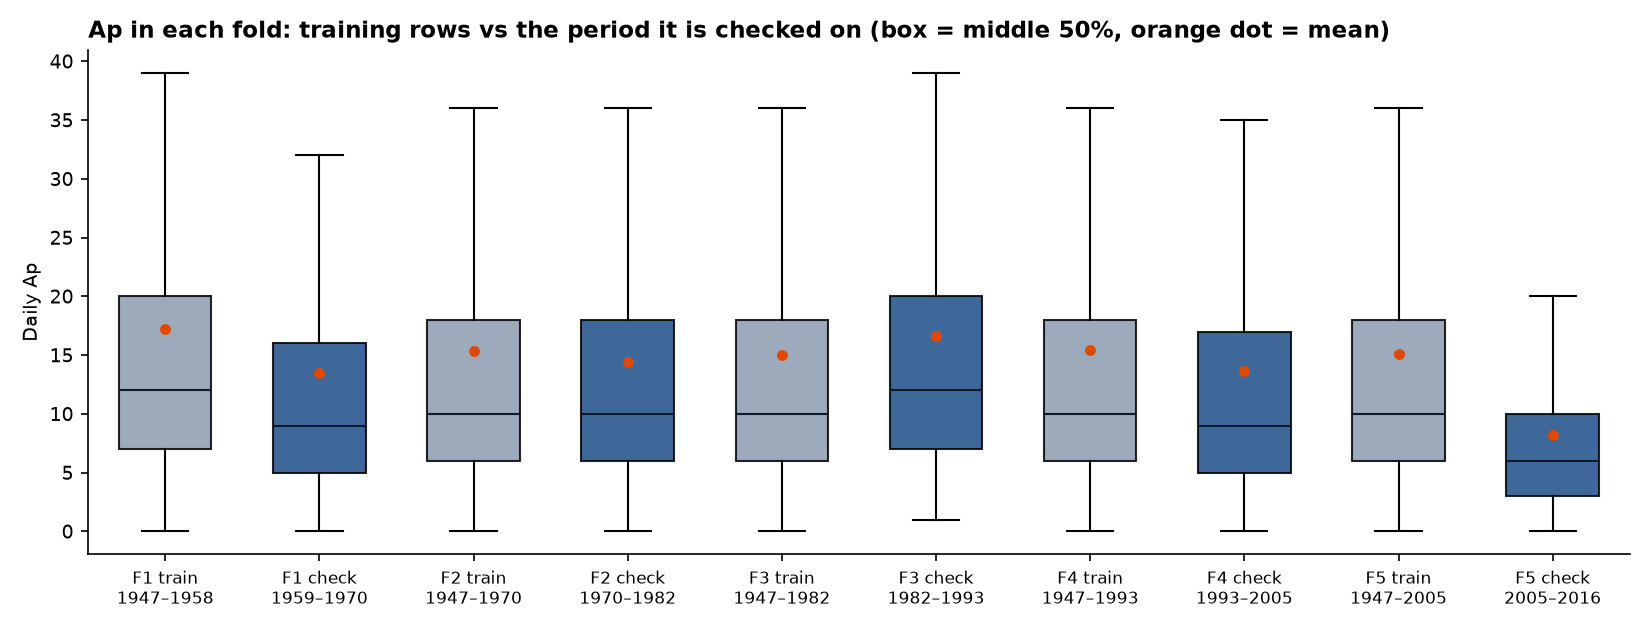 Ap in each fold: training rows vs the period it is checked on (box = middle 50%, orange dot = mean)
Daily Ap
40
35
30
25
20
15
10
5
0
F1 train
1947–1958
F1 check
1959–1970
F2 train
1947–1970
F2 check
1970–1982
F3 train
1947–1982
F3 check
1982–1993
F4 train
1947–1993
F4 check
1993–2005
F5 train
1947–2005
F5 check
2005–2016